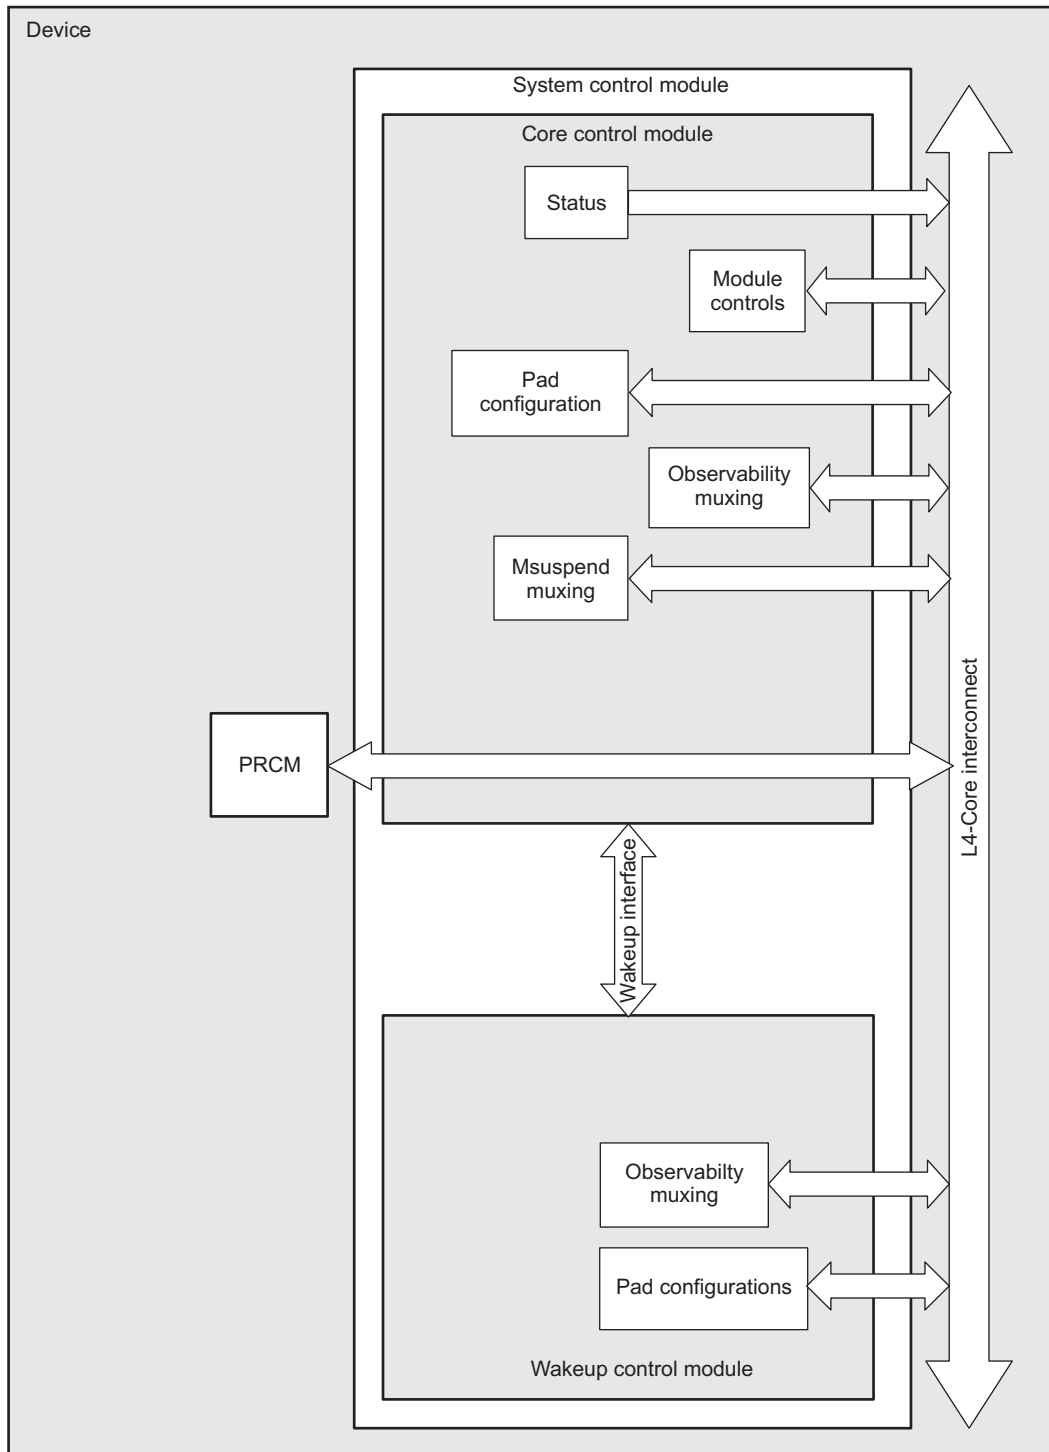 Device
System control module
Core control module
Status
Module
controls
Pad
configuration
Observability
muxing
Msuspend
muxing
PRCM
L4-Core interconnect
Wakeup interface
Observabilty
muxing
Pad configurations
Wakeup control module